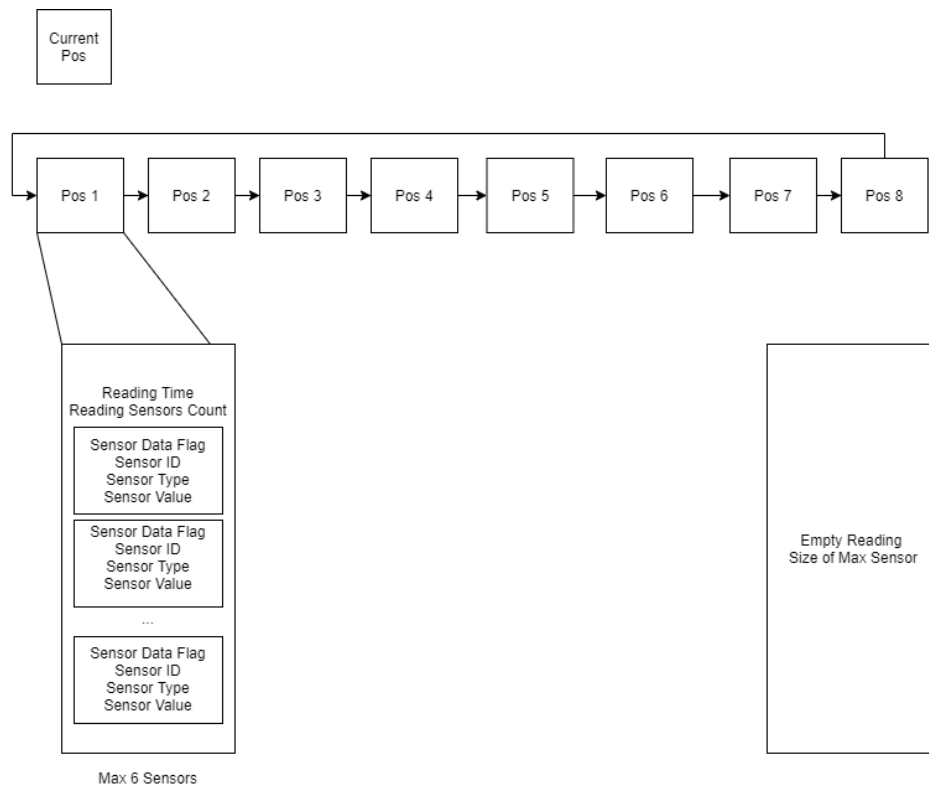 Current
Pos
Pos 1
Pos 2
Pos 3
Pos 4
Pos 5
Pos 6
Pos 7
Pos 8
Reading Time
Reading Sensors Count
Sensor Data Flag
Sensor ID
Sensor Type
Sensor Value
Sensor Data Flag
Sensor ID
Sensor Type
Sensor Value
...
Sensor Data Flag
Sensor ID
Sensor Type
Sensor Value
Max 6 Sensors
Empty Reading
Size of Max Sensor